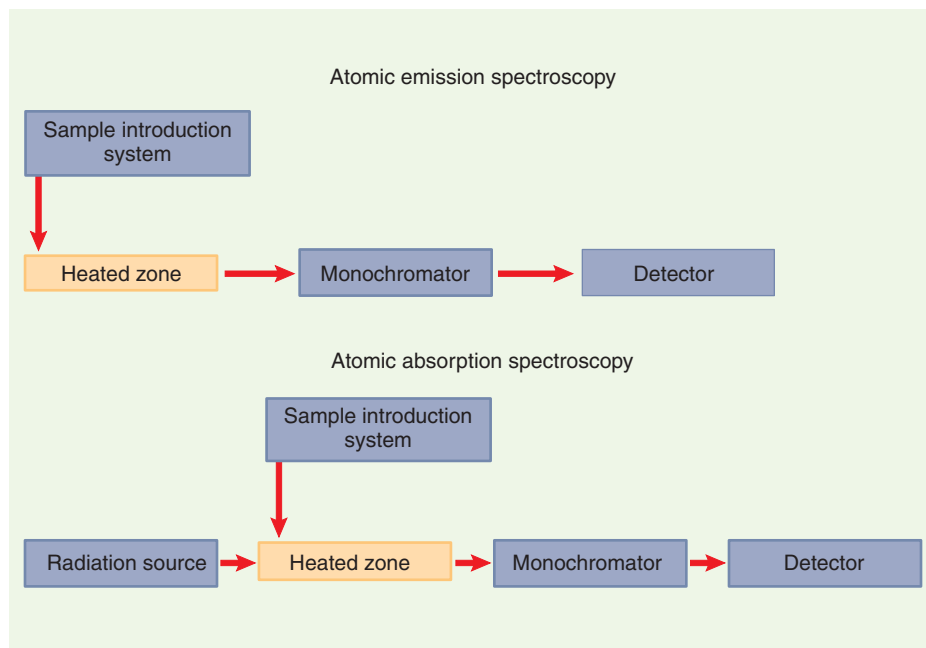 Atomic emission spectroscopy
Sample introduction
system
Heated zone
Monochromator
Detector
Atomic absorption spectroscopy
Sample introduction
system
Radiation source
Heated zone
Monochromator
Detector